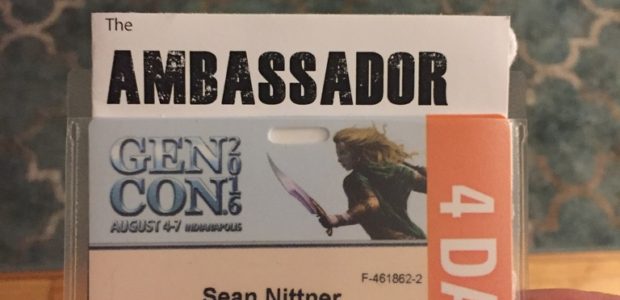 The
AMBASSADOR
GEN
CON
2016
AUGUST 4-7 INDIANAPOLIS
4 DA
F-461862-2
Sean Nittner